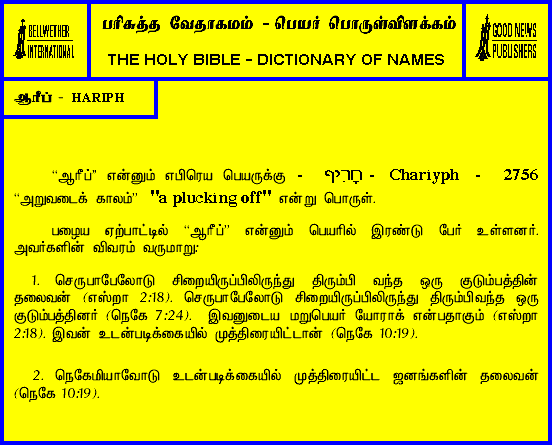 BELLWETHER
INTERNATIONAL
பரிசுத்த வேதாகமம் - பெயர் பொருள்விளக்கம்
THE HOLY BIBLE - DICTIONARY OF NAMES
GOOD NEWS
PUBLISHERS
ஆரீப் - HARIPH
“ஆரீப்” என்னும் எபிரெய பெயருக்கு - חָרִיף - Chariyph - 2756
“அறுவடைக் காலம்” "a plucking off" என்று பொருள்.
பழைய ஏற்பாட்டில் “ஆரீப்” என்னும் பெயரில் இரண்டு பேர் உள்ளனர்.
அவர்களின் விவரம் வருமாறு:
1. செருபாபேலோடு சிறையிருப்பிலிருந்து திரும்பி வந்த ஒரு குடும்பத்தின்
தலைவன் (எஸ்றா 2:18). செருபாபேலோடு சிறையிருப்பிலிருந்து திரும்பிவந்த ஒரு
குடும்பத்தினர் (நெகே 7:24). இவனுடைய மறுபெயர் யோராக் என்பதாகும் (எஸ்றா
2:18). இவன் உடன்படிக்கையில் முத்திரையிட்டான் (நெகே 10:19).
2. நெகேமியாவோடு உடன்படிக்கையில் முத்திரையிட்ட ஜனங்களின் தலைவன்
(நெகே 10:19).